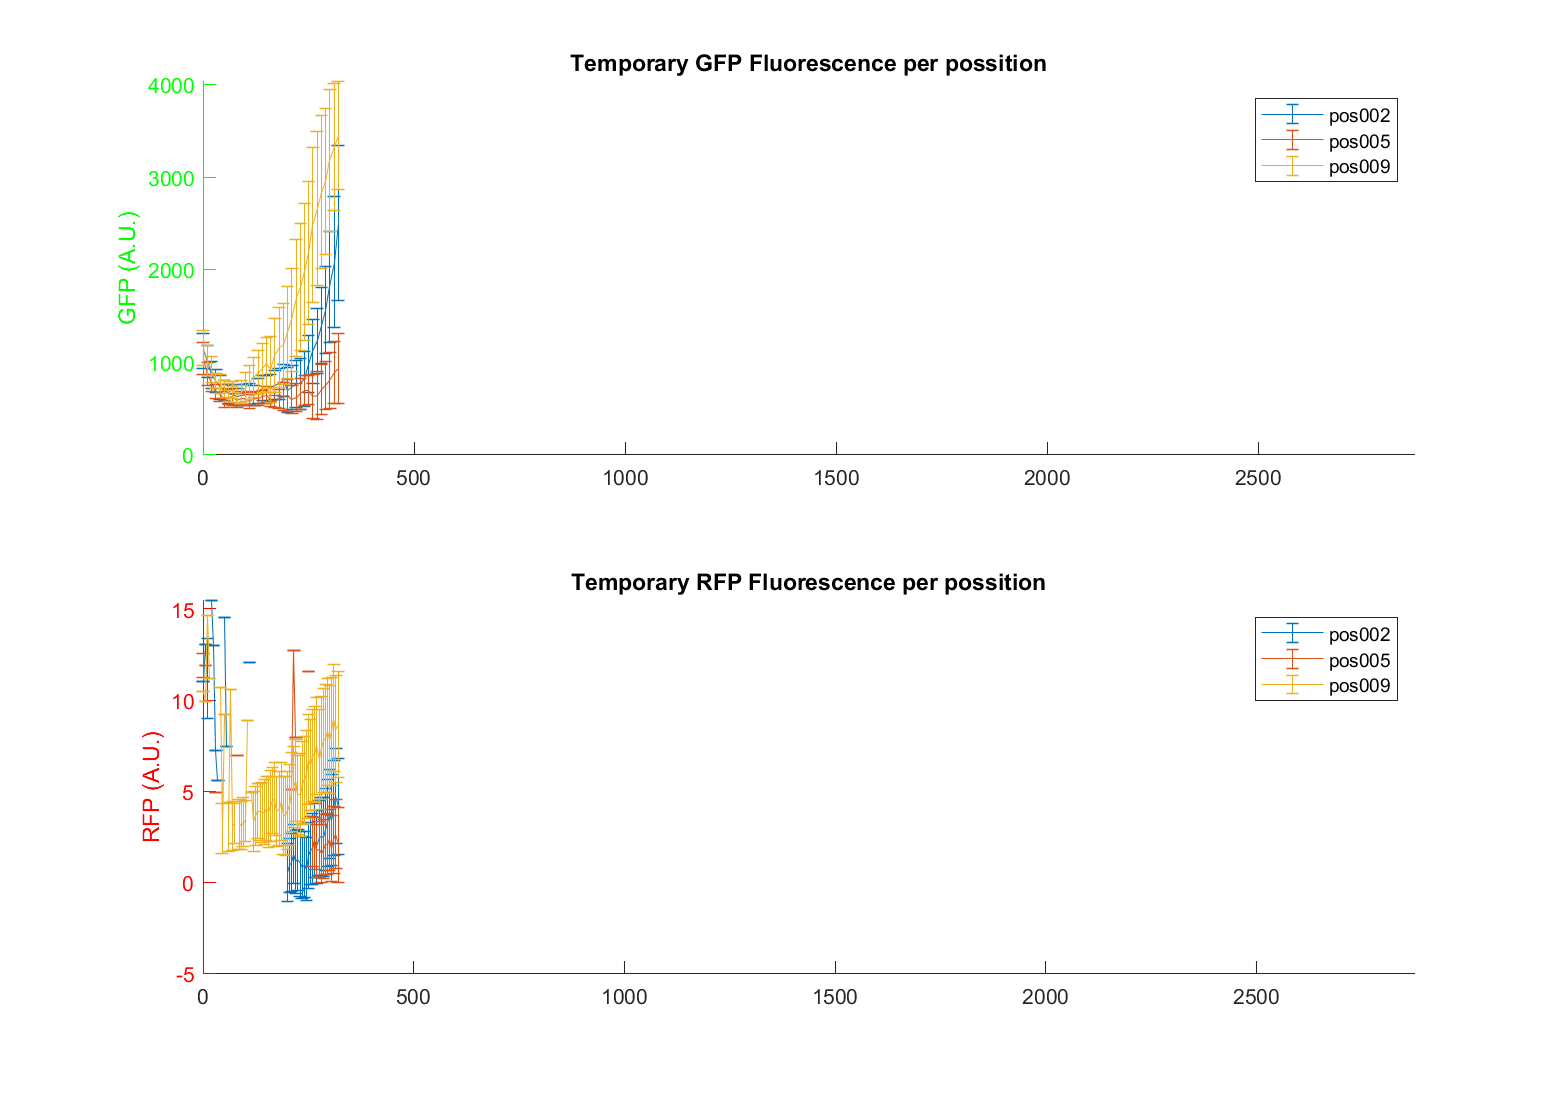 Temporary GFP Fluorescence per possition
GFP (A.U.)
4000
3000
2000
1000
0
0 500 1000 1500 2000 2500
pos002
pos005
pos009
Temporary RFP Fluorescence per possition
RFP (A.U.)
15
10
5
0
-5
0 500 1000 1500 2000 2500
pos002
pos005
pos009